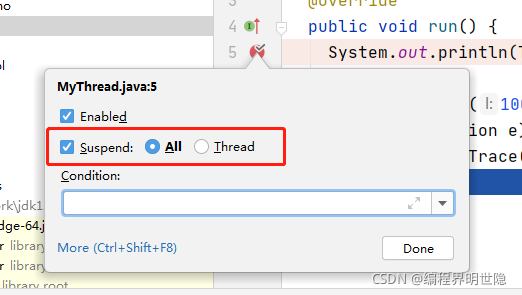 no
@Override
4 public void run() {
5 System.out.println(T
ol
MyThread.java:5
Enabled
(l:100
Suspend: All Thread
ion e)
Trace(
Condition:
s
rk\jdk1
dge-64.j
r library
More (Ctrl+Shift+F8) Done
er library
library root
CSDN @编程界明世隐